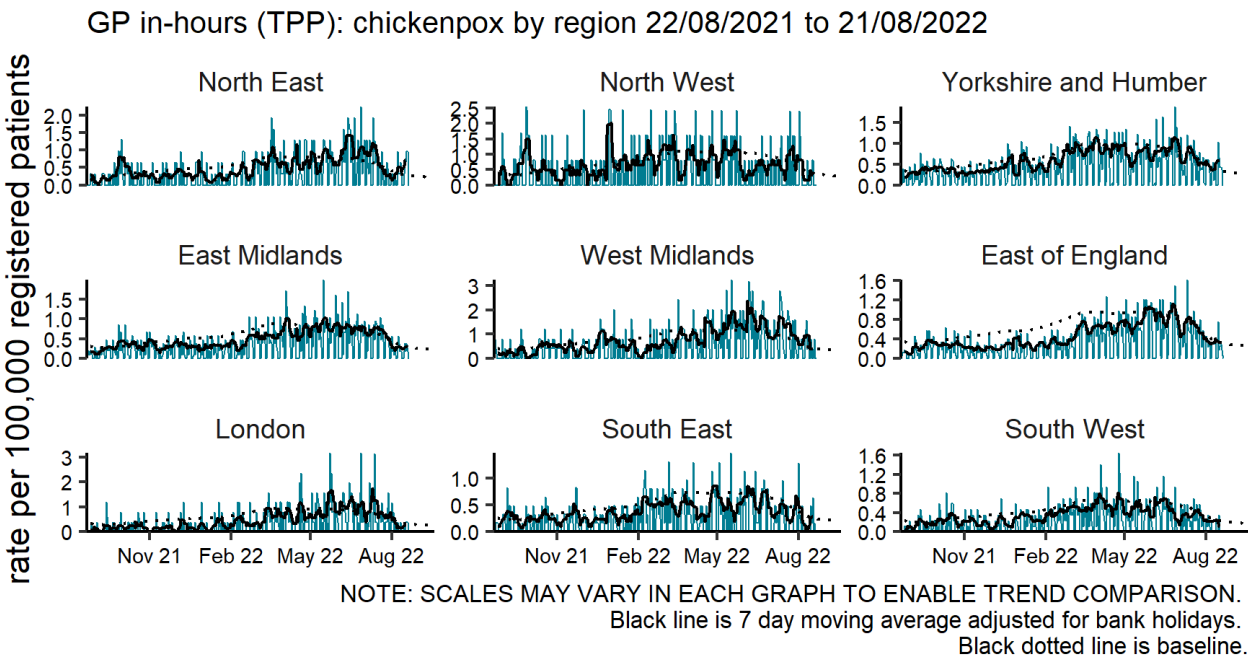 GP in-hours (TPP): chickenpox by region 22/08/2021 to 21/08/2022
rate per 100,000 registered patients
North East
2.0
1.5
1.0
0.5
0.0
North West
2.5
2.0
1.5
1.0
0.5
0.0
Yorkshire and Humber
1.5
1.0
0.5
0.0
East Midlands
1.5
1.0
0.5
0.0
West Midlands
3
2
1
0
East of England
1.6
1.2
0.8
0.4
0.0
London
3
2
1
0
South East
1.0
0.5
0.0
South West
1.6
1.2
0.8
0.4
0.0
Nov 21 Feb 22 May 22 Aug 22
Nov 21 Feb 22 May 22 Aug 22
Nov 21 Feb 22 May 22 Aug 22
NOTE: SCALES MAY VARY IN EACH GRAPH TO ENABLE TREND COMPARISON.
Black line is 7 day moving average adjusted for bank holidays.
Black dotted line is baseline.